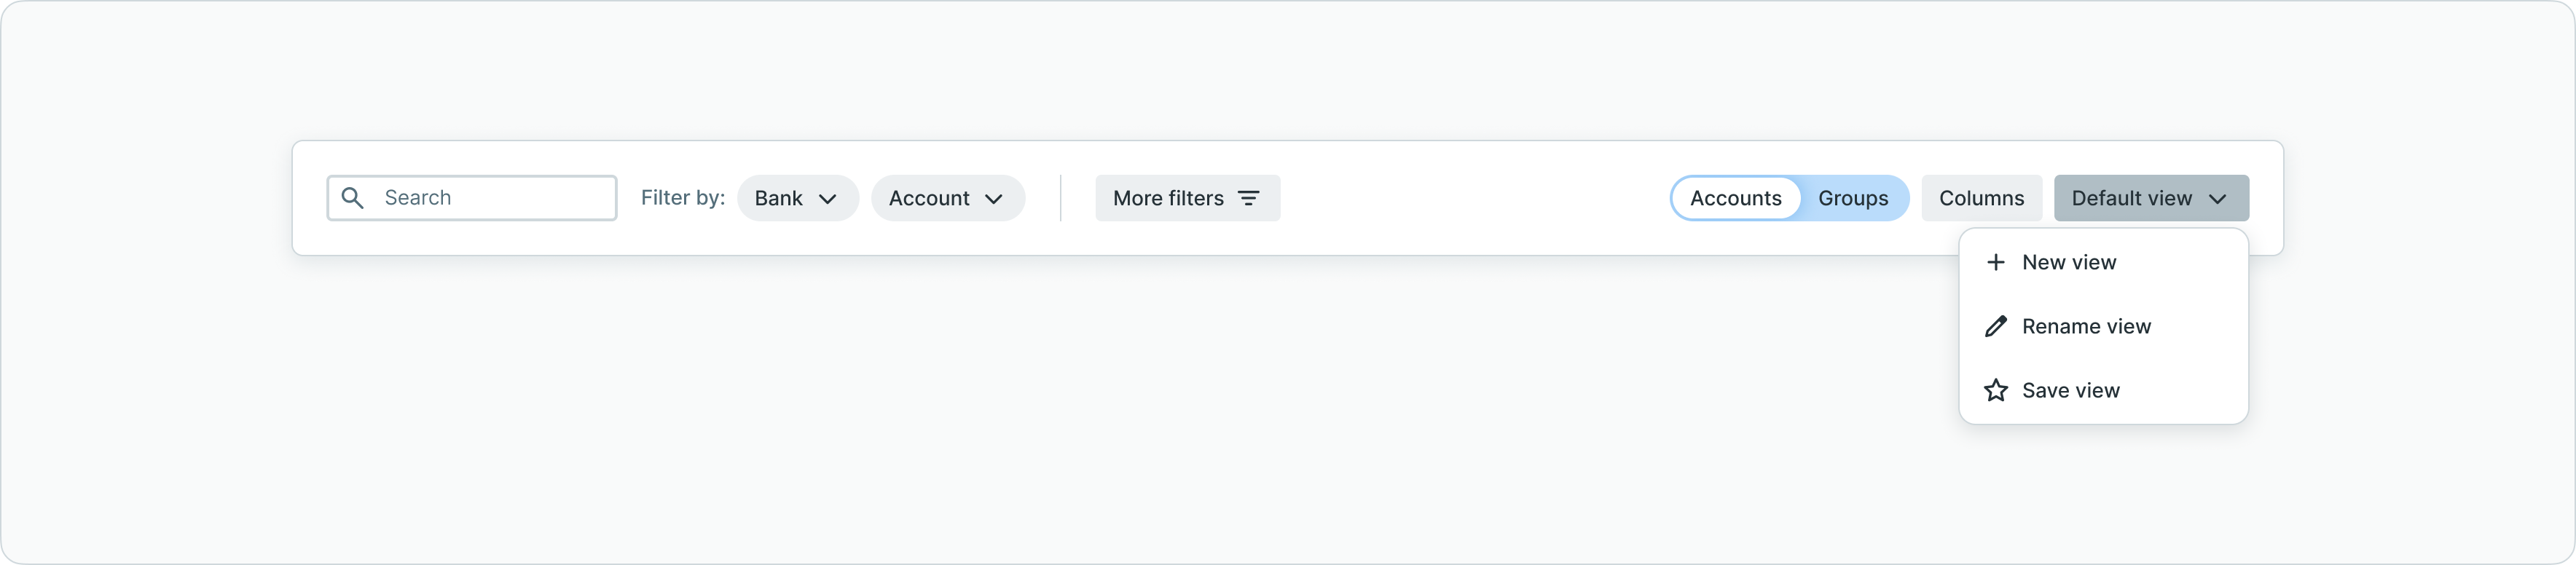 Search
Filter by:
Bank
Account
More filters
Accounts
Groups
Columns
Default view
New view
Rename view
Save view